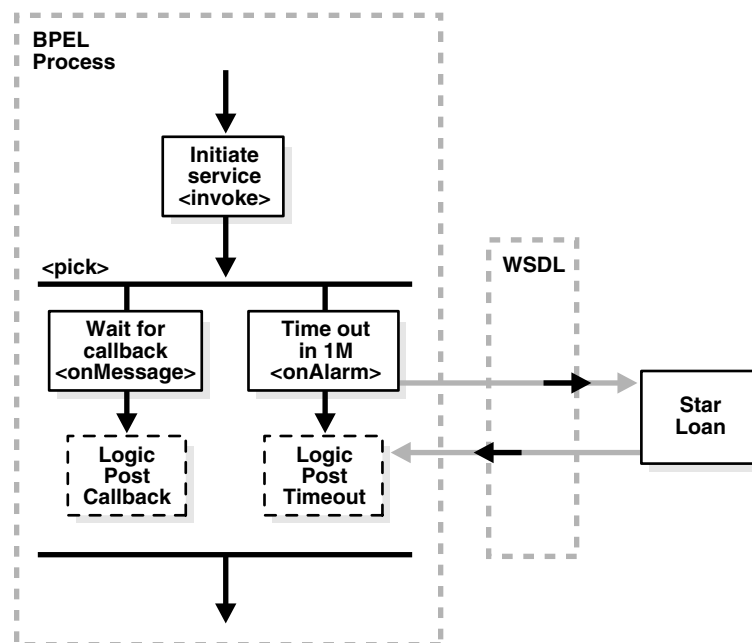 BPEL
Process
Initiate
service
<invoke>
<pick>
WSDL
Wait for
callback
<onMessage>
Time out
in 1M
<onAlarm>
Star
Loan
Logic
Post
Callback
Logic
Post
Timeout